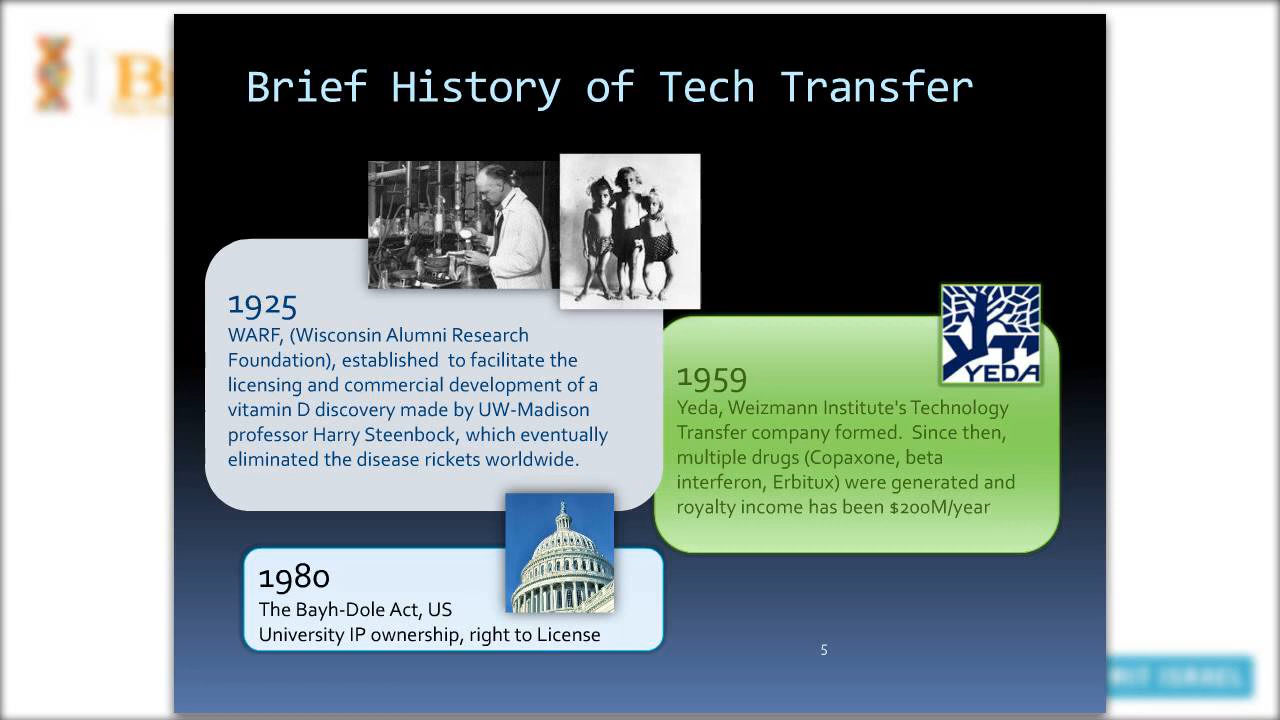 Brief History of Tech Transfer
1925
WARF, (Wisconsin Alumni Research
Foundation), established to facilitate the
licensing and commercial development of a
vitamin D discovery made by UW-Madison
professor Harry Steenbock, which eventually
eliminated the disease rickets worldwide.
YEDA
1959
Yeda, Weizmann Institute's Technology
Transfer company formed. Since then,
multiple drugs (Copaxone, beta
interferon, Erbitux) were generated and
royalty income has been $200M/year
1980
The Bayh-Dole Act, US
University IP ownership, right to License
5
ISRAEL